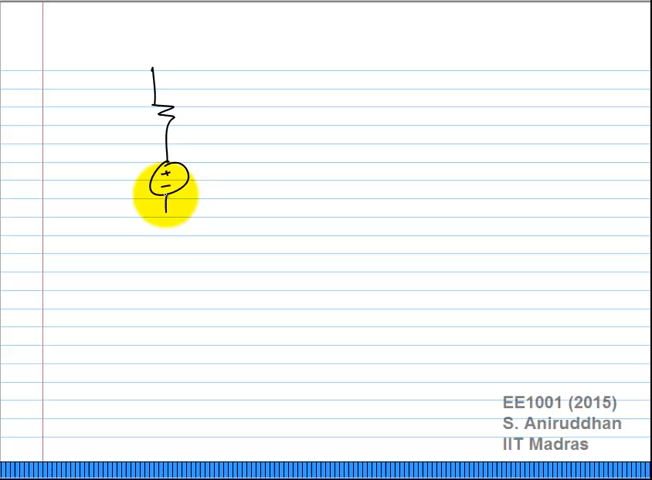 +
−
EE1001 (2015)
S. Aniruddhan
IIT Madras